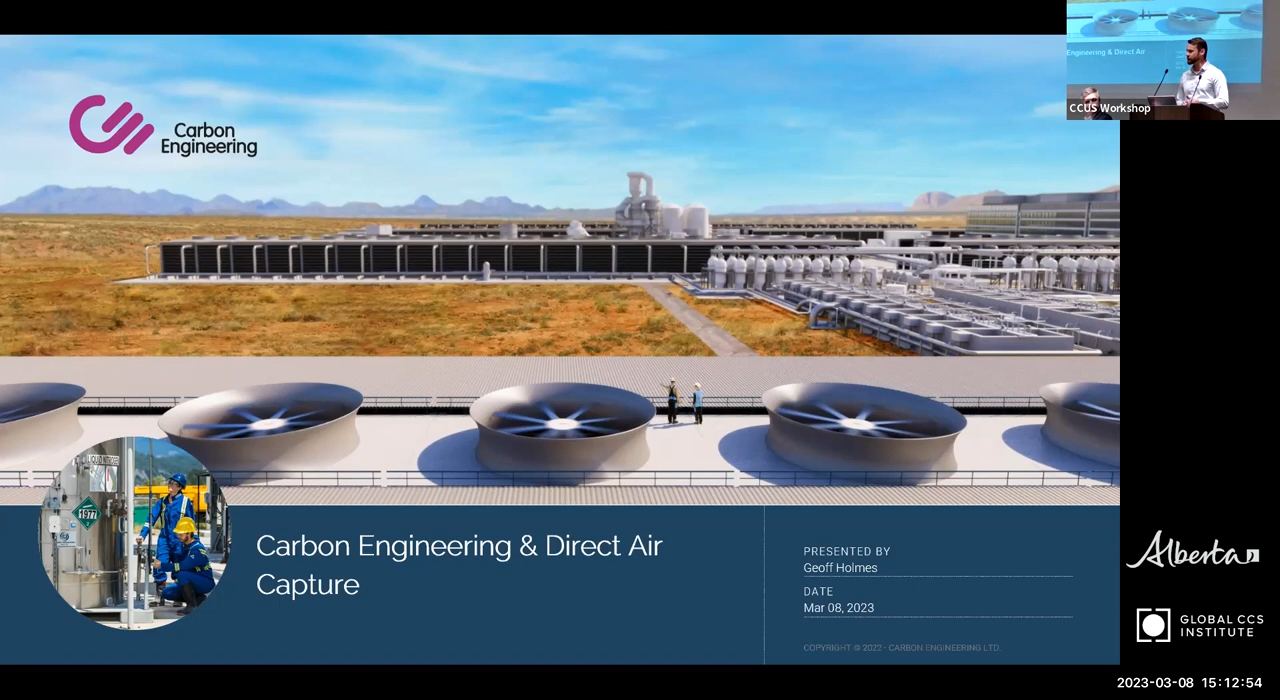 Carbon
Engineering
Engineering & Direct Air
CCUS Workshop
1977
Carbon Engineering & Direct Air
Capture
PRESENTED BY
Geoff Holmes
DATE
Mar 08, 2023
COPYRIGHT © 2022 - CARBON ENGINEERING LTD.
Alberta
GLOBAL CCS
INSTITUTE
2023-03-08 15:12:54